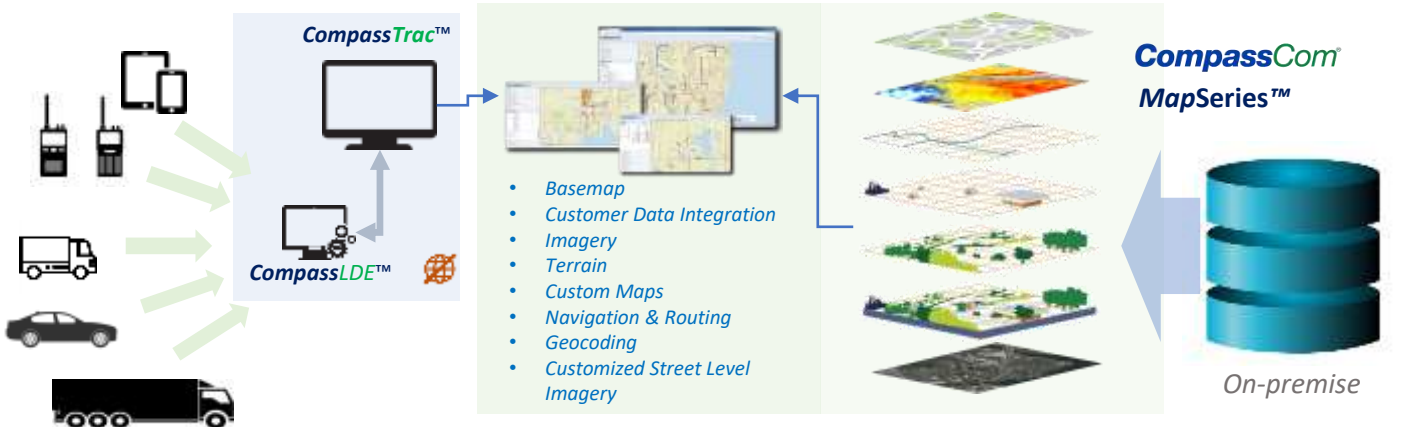 CompassTrac™
CompassLDE™
• Basemap
• Customer Data Integration
• Imagery
• Terrain
• Custom Maps
• Navigation & Routing
• Geocoding
• Customized Street Level
Imagery
CompassCom®
MapSeries™
On-premise